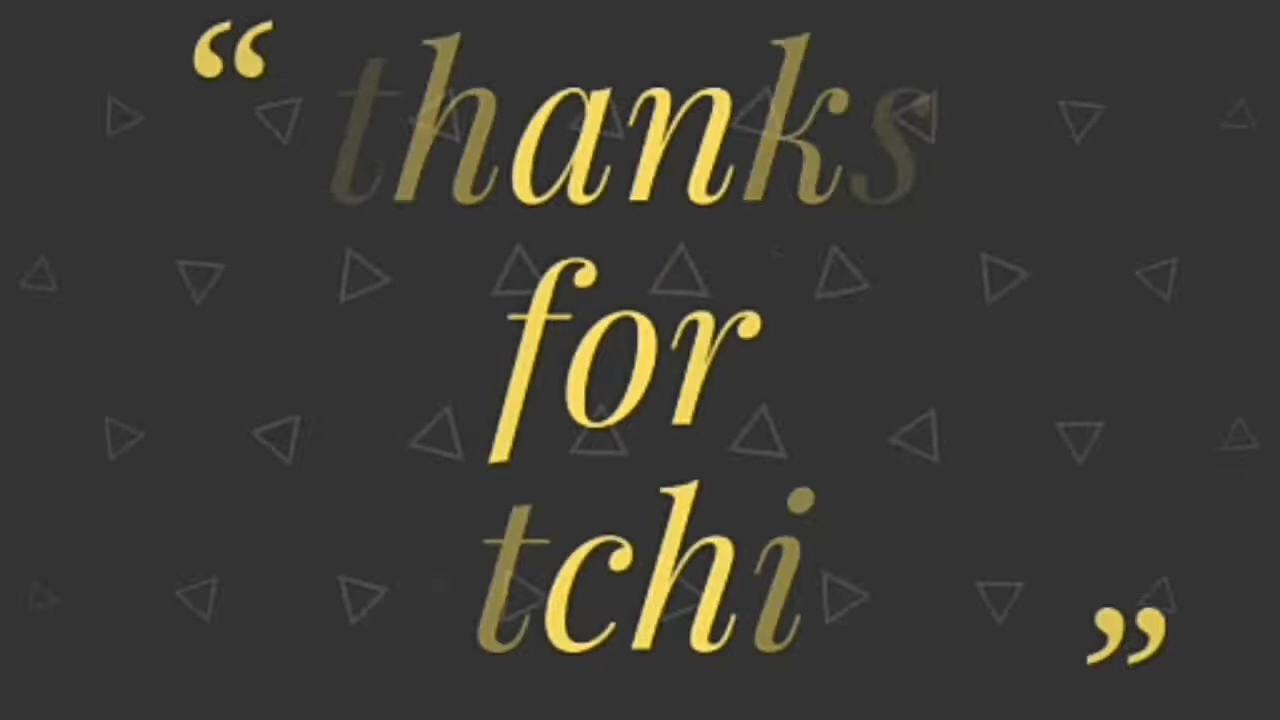 “ thanks
for
tchi ”